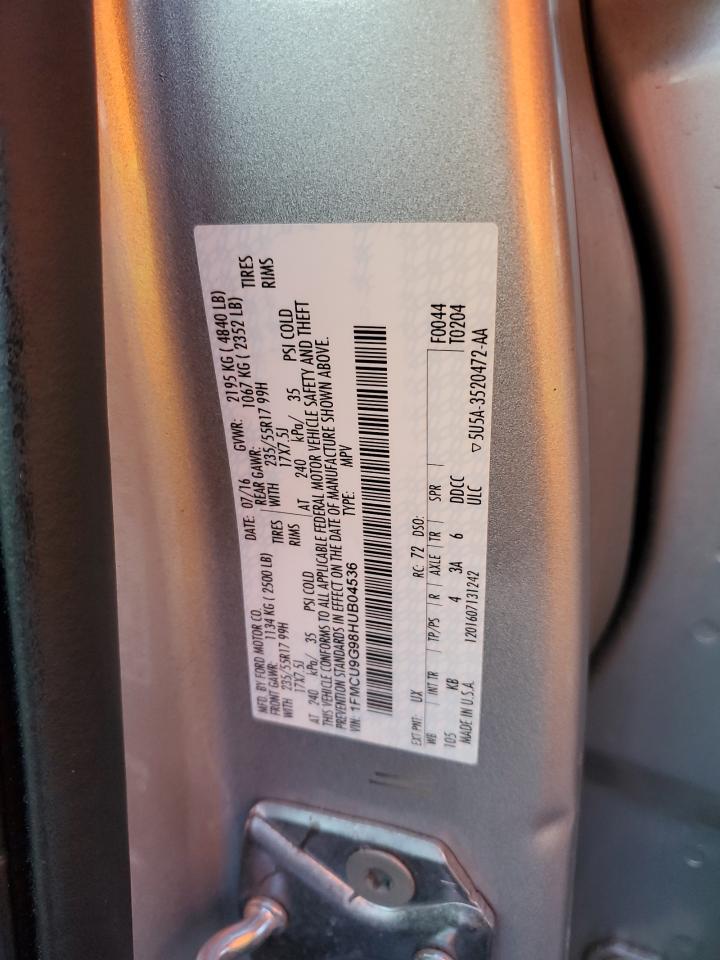 MFD. BY FORD MOTOR CO.
DATE: 07/16 GVWR: 2195 KG ( 4840 LB)
FRONT GAWR: 1134 KG ( 2500 LB) REAR GAWR: 1067 KG ( 2352 LB)
WITH 235/55R17 99H TIRES WITH 235/55R17 99H TIRES
17X7.5J RIMS 17X7.5J RIMS
AT 240 kPa/ 35 PSI COLD AT 240 kPa/ 35 PSI COLD
THIS VEHICLE CONFORMS TO ALL APPLICABLE FEDERAL MOTOR VEHICLE SAFETY AND THEFT
PREVENTION STANDARDS IN EFFECT ON THE DATE OF MANUFACTURE SHOWN ABOVE.
VIN: 1FMCU9G98HUB04536 TYPE: MPV
EXT PNT: UX RC: 72 DSO: F0044
WB INT TR TP/PS R AXLE TR SPR T0204
105 KB 4 3A 6 DDCC
MADE IN U.S.A. 1201607131242 ULC ▽5U5A-3520472-AA